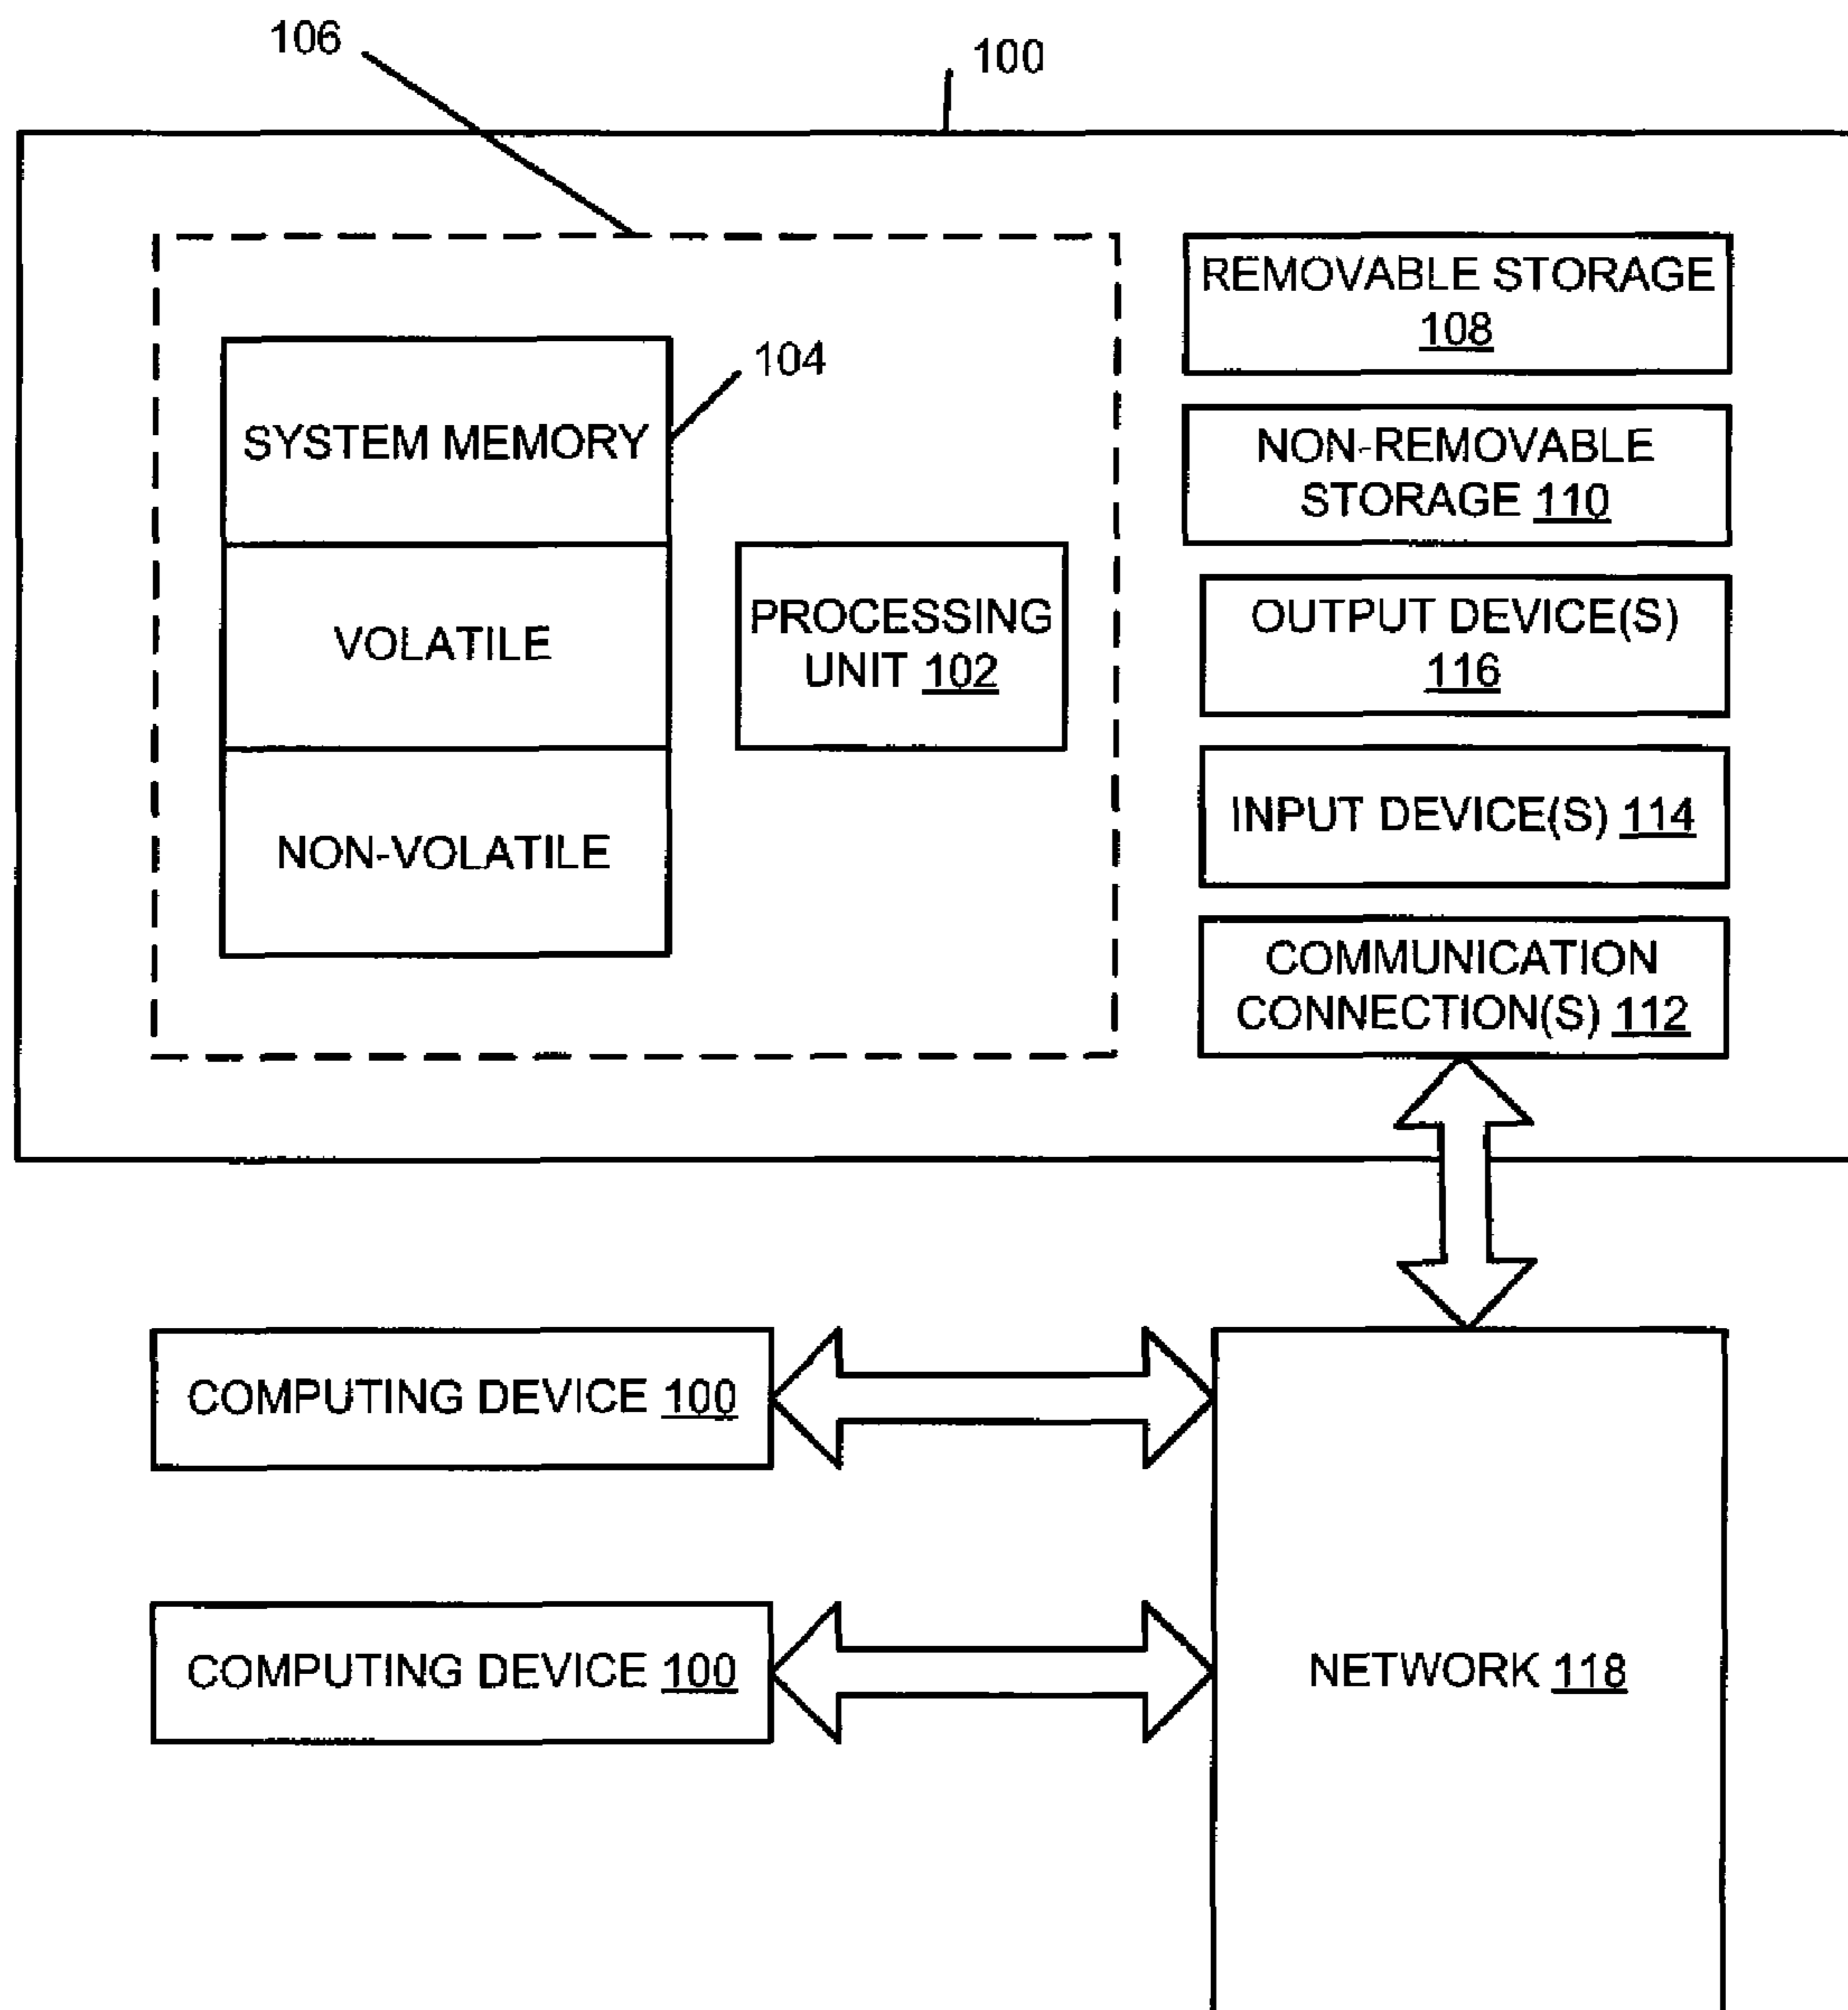 106
100
104
SYSTEM MEMORY
VOLATILE
NON-VOLATILE
PROCESSING
UNIT 102
REMOVABLE STORAGE
108
NON-REMOVABLE
STORAGE 110
OUTPUT DEVICE(S)
116
INPUT DEVICE(S) 114
COMMUNICATION
CONNECTION(S) 112
COMPUTING DEVICE 100
COMPUTING DEVICE 100
NETWORK 118